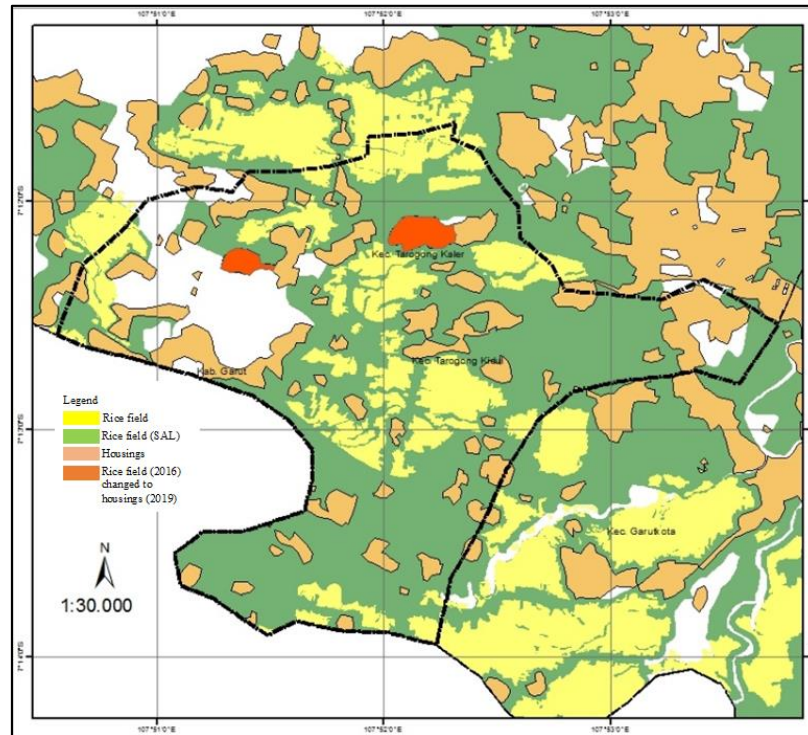 107°51'0"E 107°52'0"E 107°53'0"E
7°12'0"S
Kec. Tarogong Kaler
Kec. Tarogong Kidul
Kab. Garut
Legend
Rice field
Rice field (SAL)
Housings
Rice field (2016)
changed to
housings (2019)
7°13'0"S
Kec. Garutkota
N
1:30.000
7°14'0"S
107°51'0"E 107°52'0"E 107°53'0"E